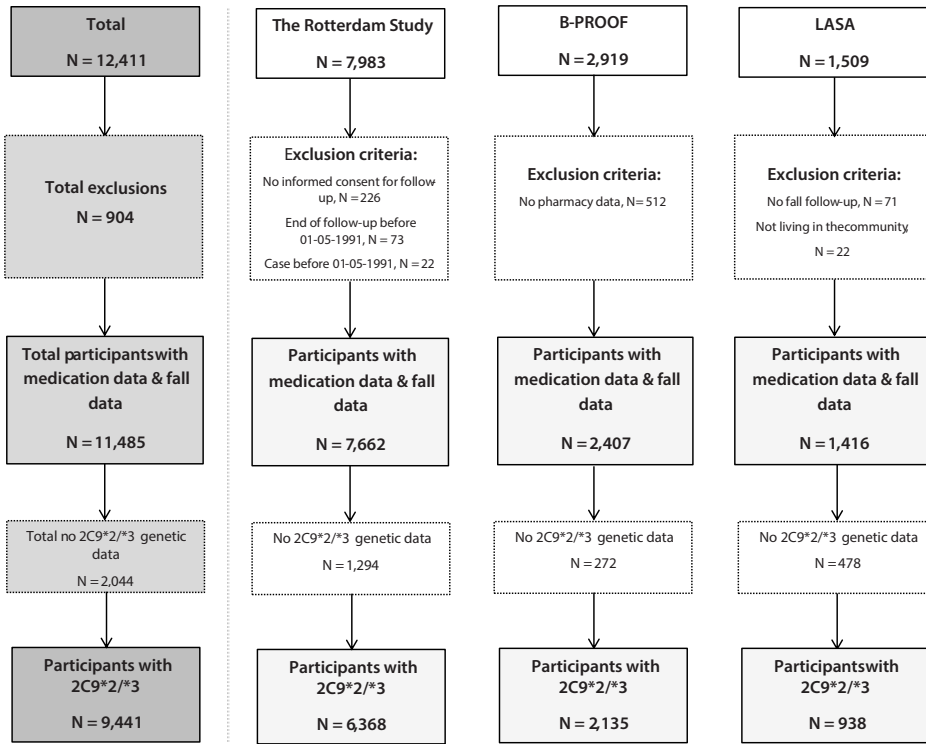 Total
N = 12,411
Total exclusions
N = 904
Total participants with
medication data & fall
data
N = 11,485
Total no 2C9*2/*3 genetic
data
N = 2,044
Participants with
2C9*2/*3
N = 9,441
The Rotterdam Study
N = 7,983
Exclusion criteria:
No informed consent for follow-
up, N = 226
End of follow-up before
01-05-1991, N = 73
Case before 01-05-1991, N = 22
Participants with
medication data & fall
data
N = 7,662
No 2C9*2/*3 genetic data
N = 1,294
Participants with
2C9*2/*3
N = 6,368
B-PROOF
N = 2,919
Exclusion criteria:
No pharmacy data, N= 512
Participants with
medication data & fall
data
N = 2,407
No 2C9*2/*3 genetic data
N = 272
Participants with
2C9*2/*3
N = 2,135
LASA
N = 1,509
Exclusion criteria:
No fall follow-up, N = 71
Not living in thecommunity,
N = 22
Participants with
medication data & fall
data
N = 1,416
No 2C9*2/*3 genetic data
N = 478
Participants with
2C9*2/*3
N = 938